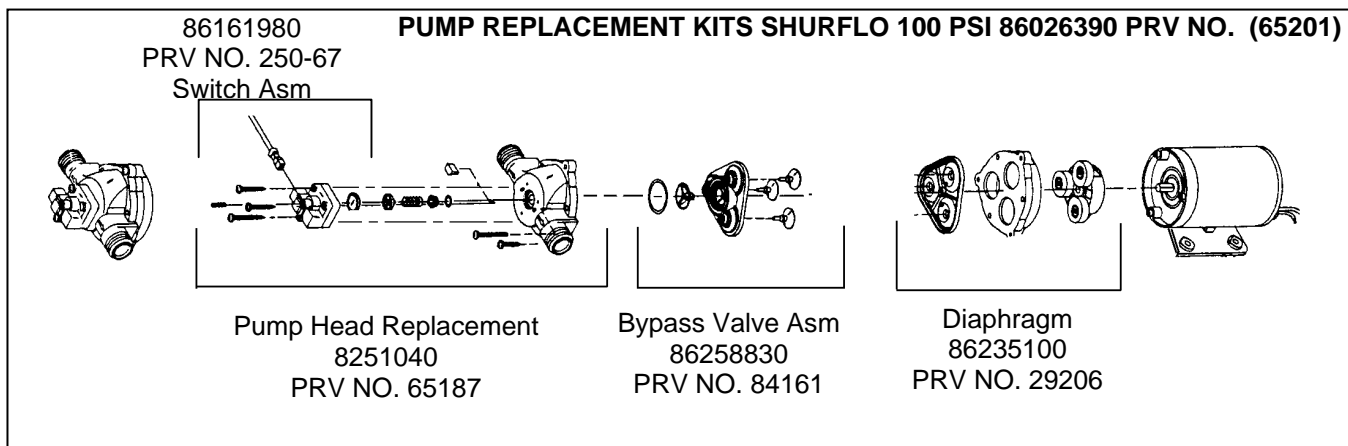 PUMP REPLACEMENT KITS SHURFLO 100 PSI 86026390 PRV NO.  (65201)
86161980
PRV NO. 250-67
Switch Asm
Pump Head Replacement
8251040
PRV NO. 65187
Bypass Valve Asm
86258830
PRV NO. 84161
Diaphragm
86235100
PRV NO. 29206